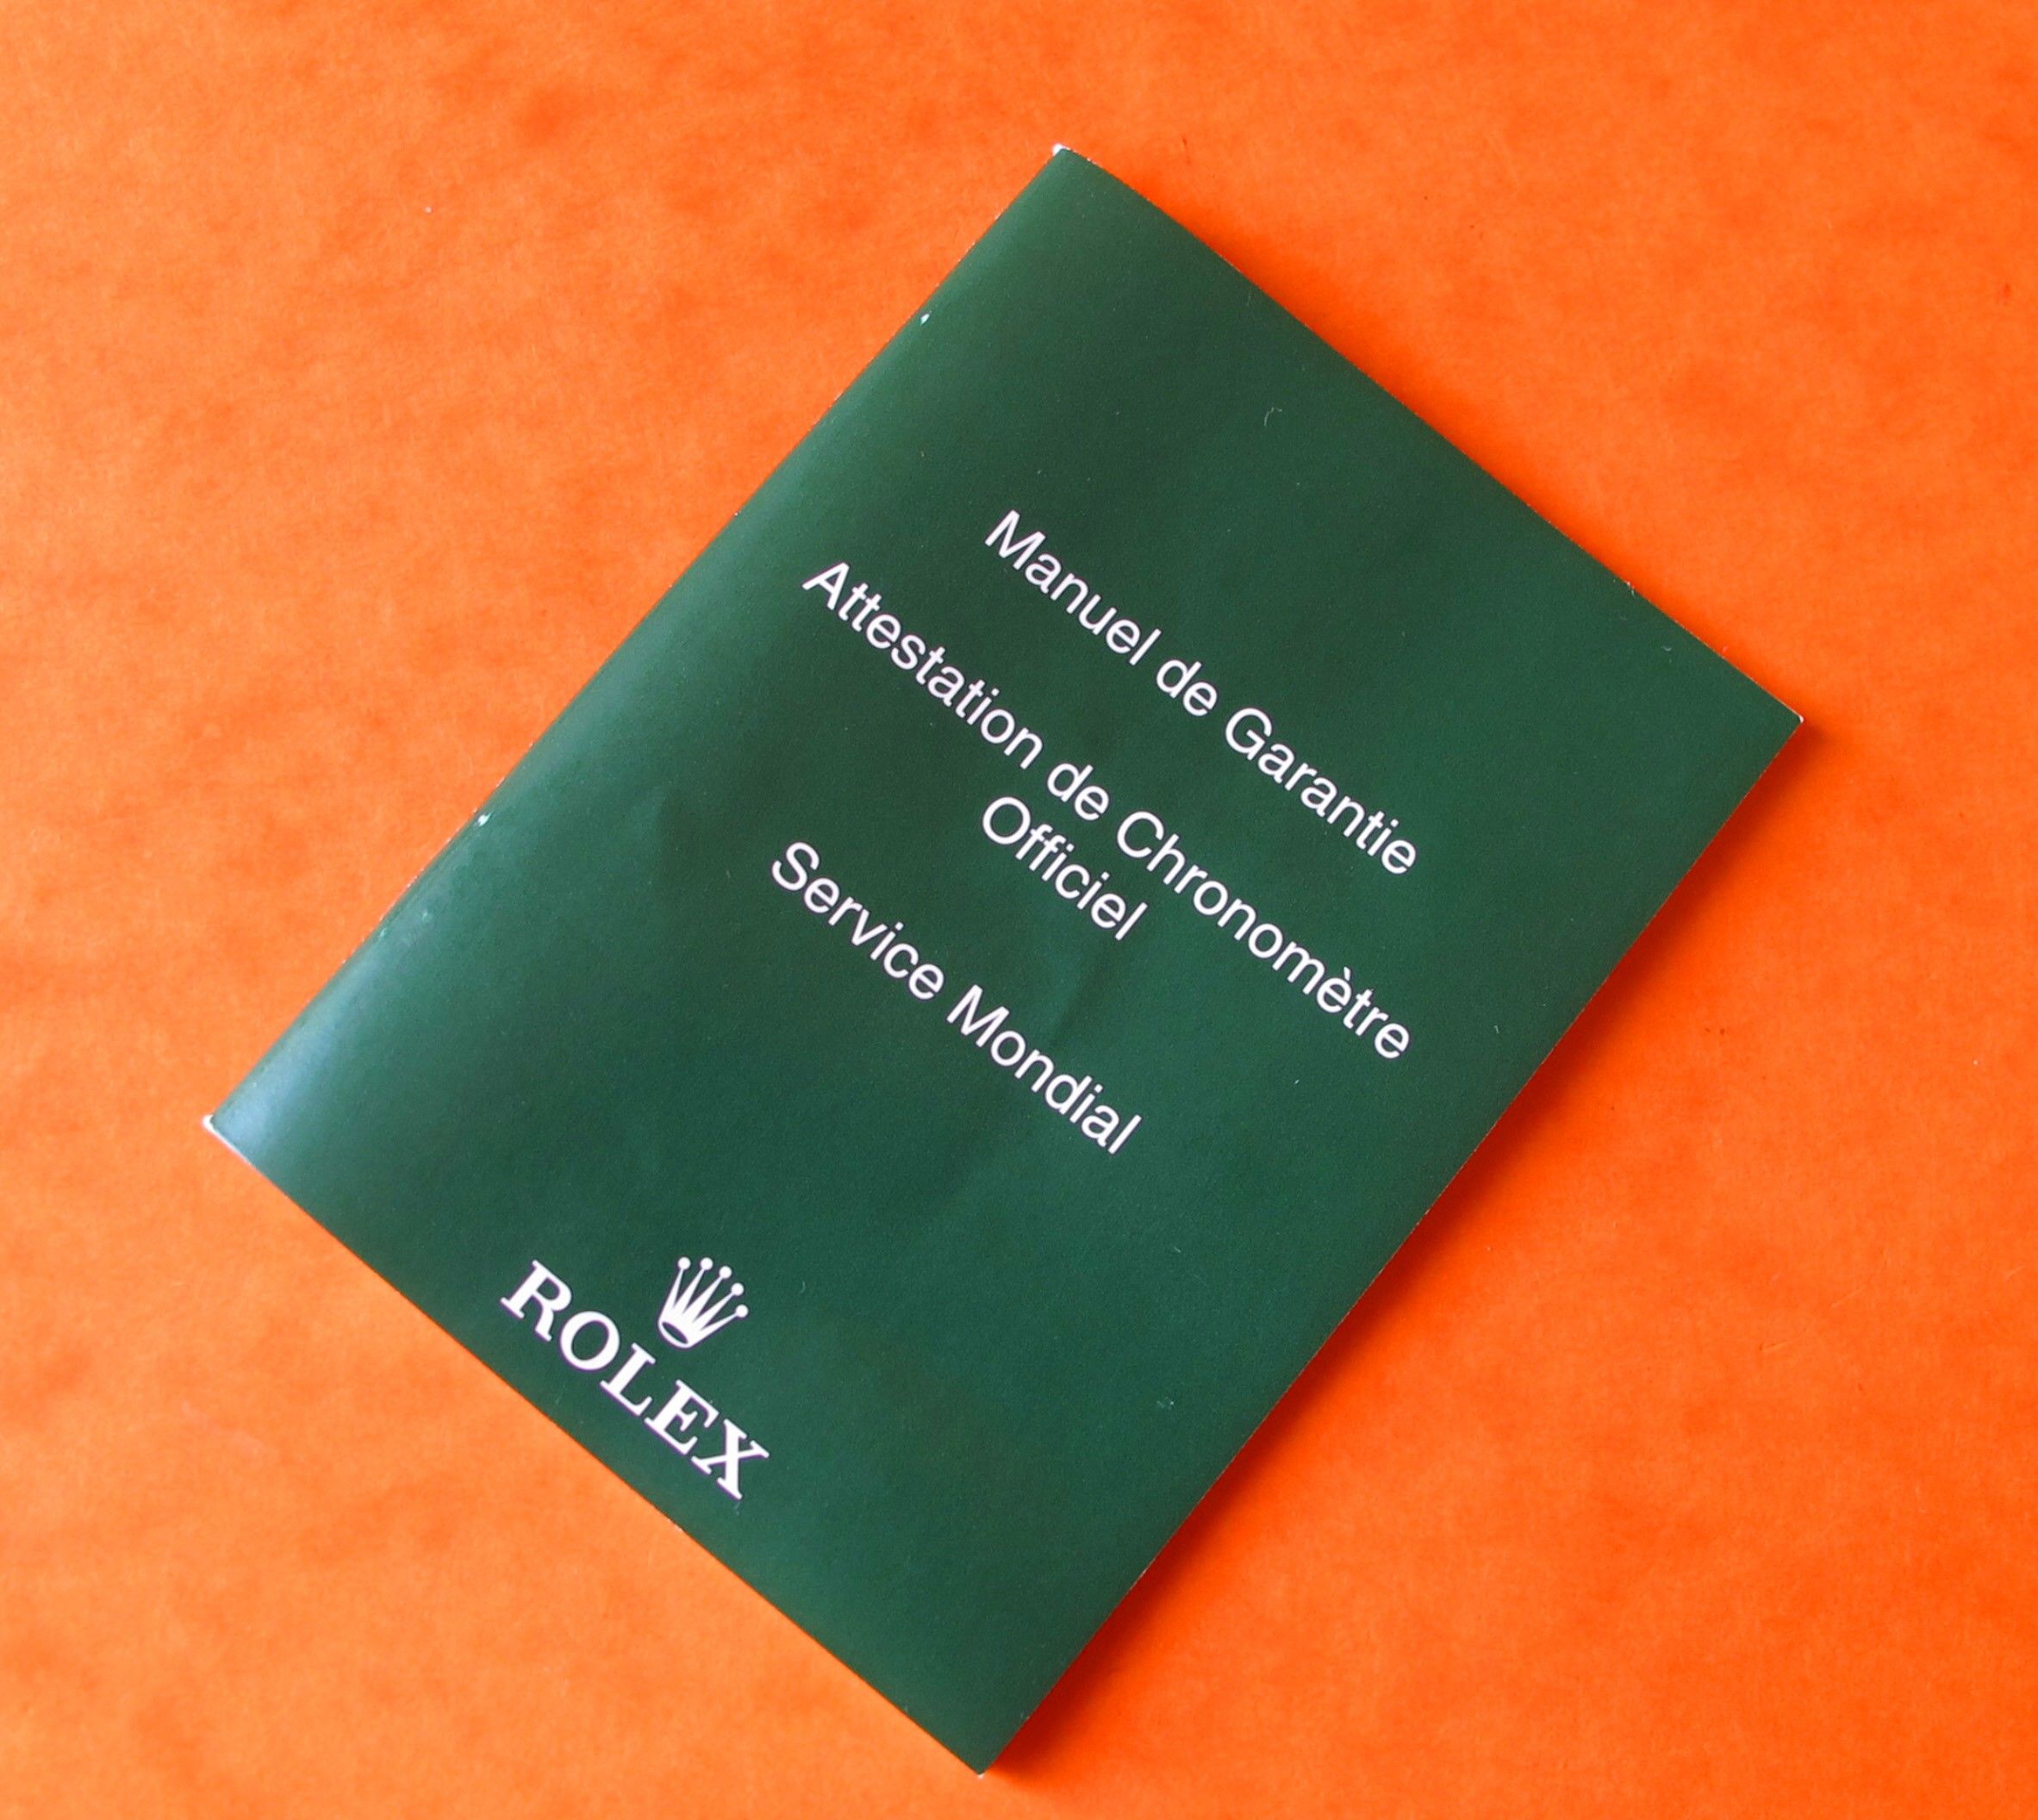 Manuel de Garantie
Attestation de Chronomètre
Officiel
Service Mondial
ROLEX